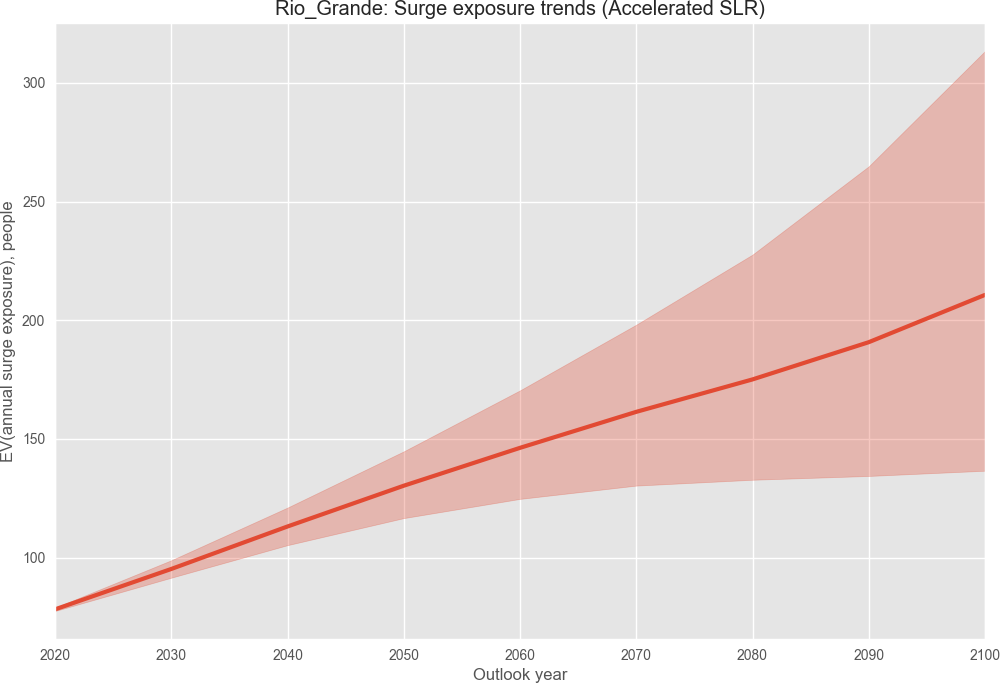 Rio_Grande: Surge exposure trends (Accelerated SLR)
EV(annual surge exposure), people
300
250
200
150
100
2020 2030 2040 2050 2060 2070 2080 2090 2100
Outlook year